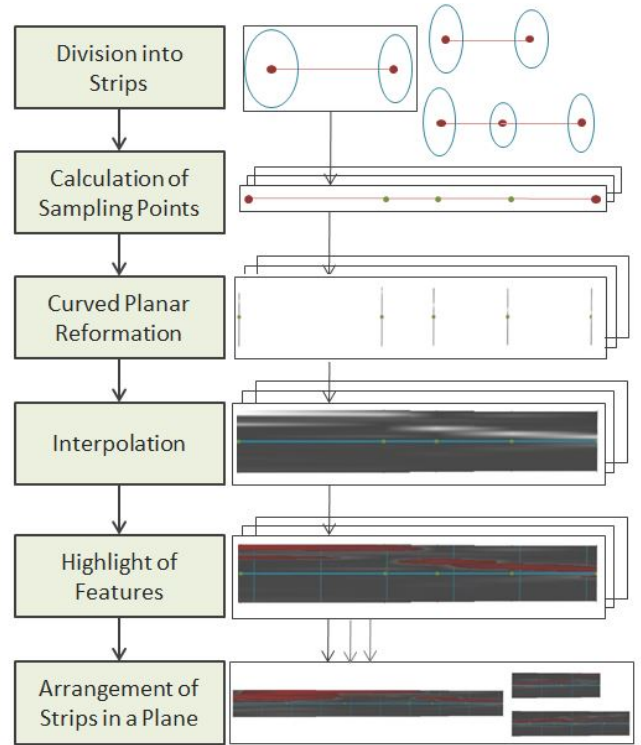 Division into
Strips
Calculation of
Sampling Points
Curved Planar
Reformation
Interpolation
Highlight of
Features
Arrangement of
Strips in a Plane